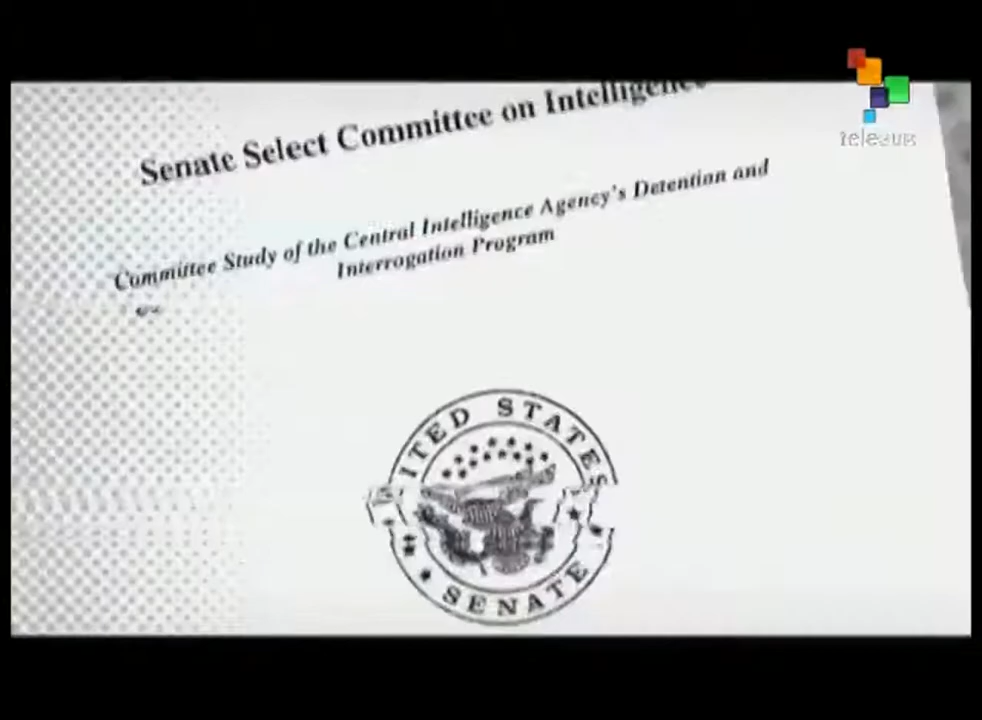 Senate Select Committee on Intelligence
teleSUR
Committee Study of the Central Intelligence Agency's Detention and
Interrogation Program
UNITED STATES
SENATE